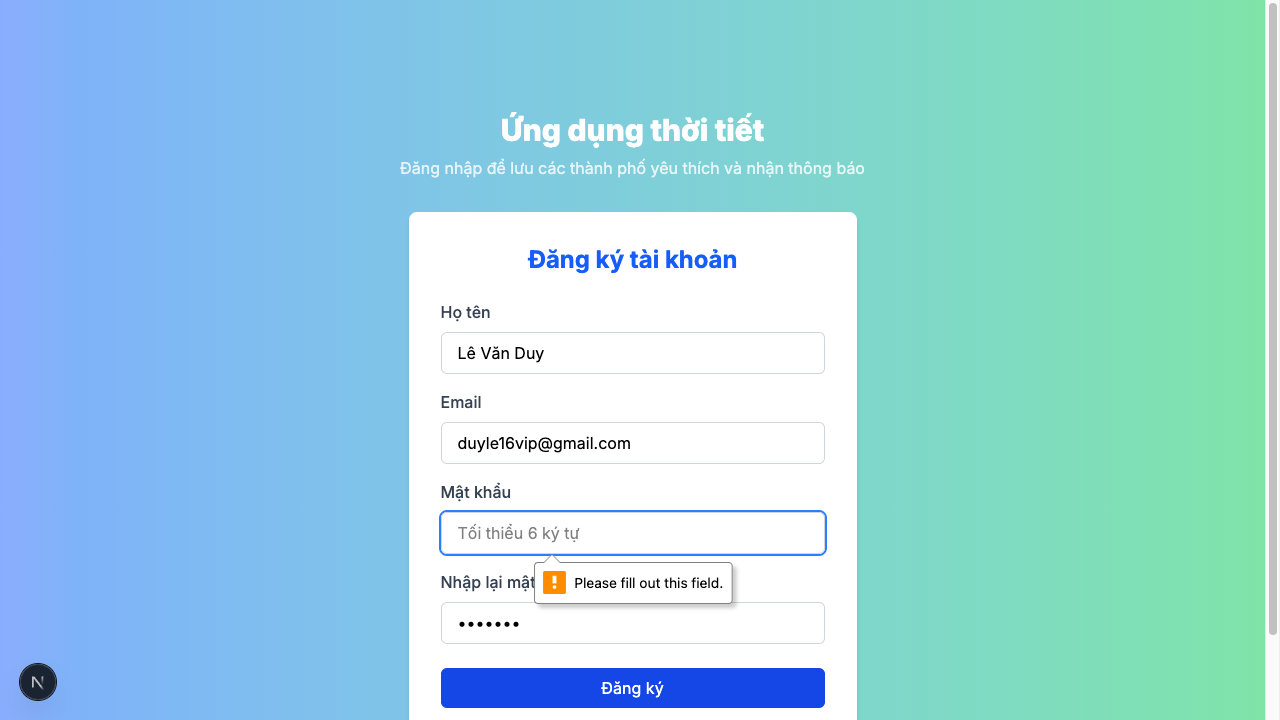 Ứng dụng thời tiết
Đăng nhập để lưu các thành phố yêu thích và nhận thông báo
Đăng ký tài khoản
Họ tên
Lê Văn Duy
Email
duyle16vip@gmail.com
Mật khẩu
Tối thiểu 6 ký tự
Please fill out this field.
Nhập lại mật
•••••••
Đăng ký
N